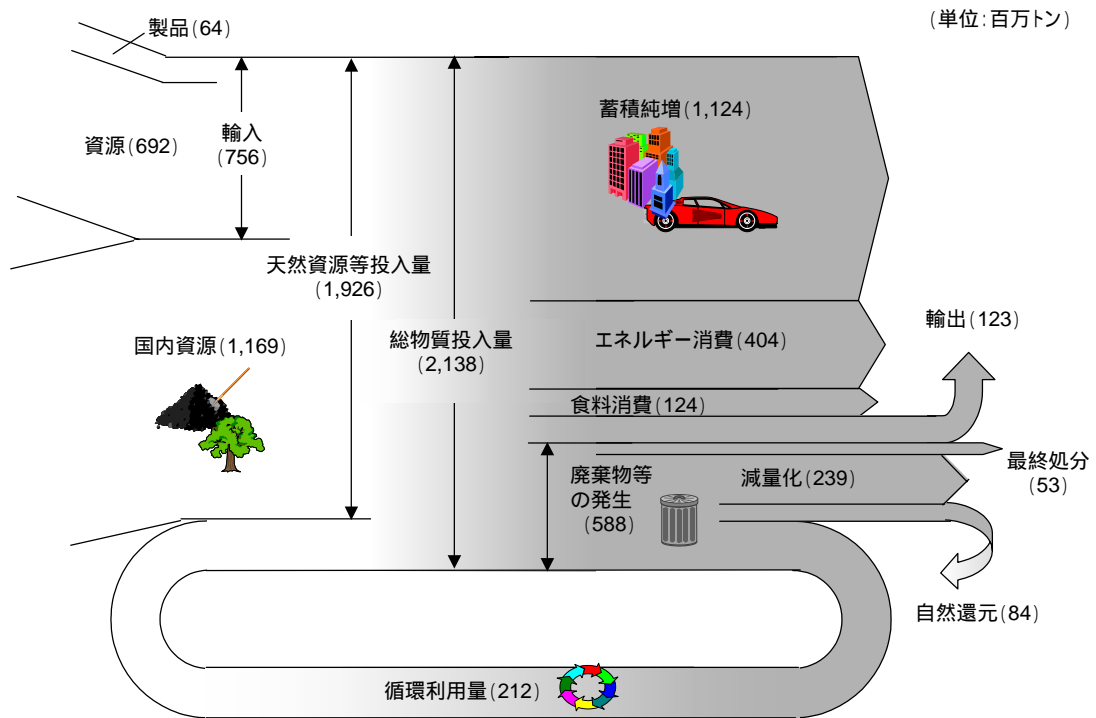 (単位:百万トン)
製品(64)
資源(692)
輸入
(756)
蓄積純増(1,124)
天然資源等投入量
(1,926)
国内資源(1,169)
総物質投入量
(2,138)
エネルギー消費(404)
輸出(123)
食料消費(124)
廃棄物等
の発生
(588)
減量化(239)
最終処分
(53)
自然還元(84)
循環利用量(212)